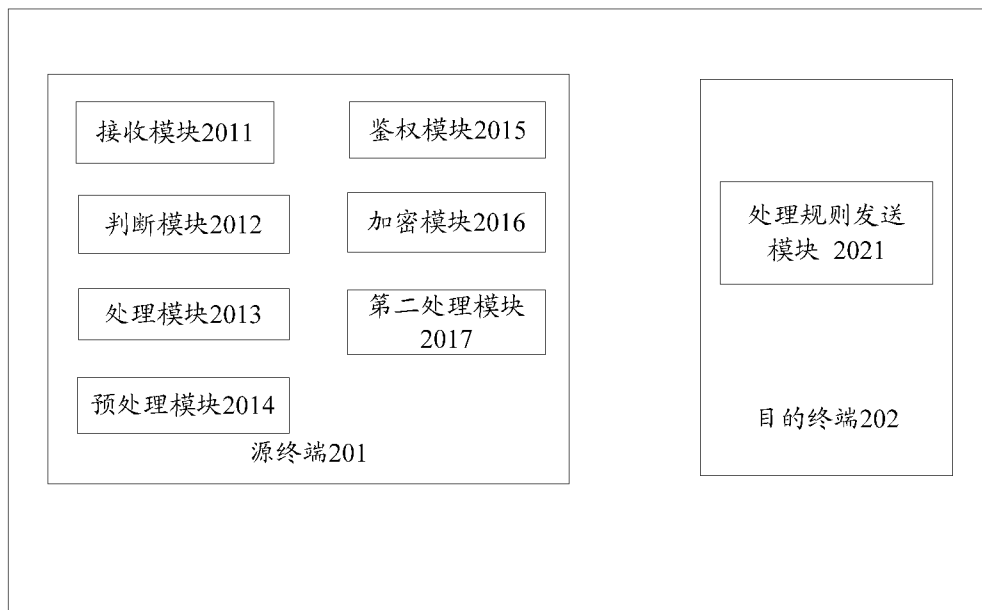 接收模块2011
鉴权模块2015
判断模块2012
加密模块2016
处理模块2013
第二处理模块
2017
预处理模块2014
源终端201
处理规则发送
模块 2021
目的终端202